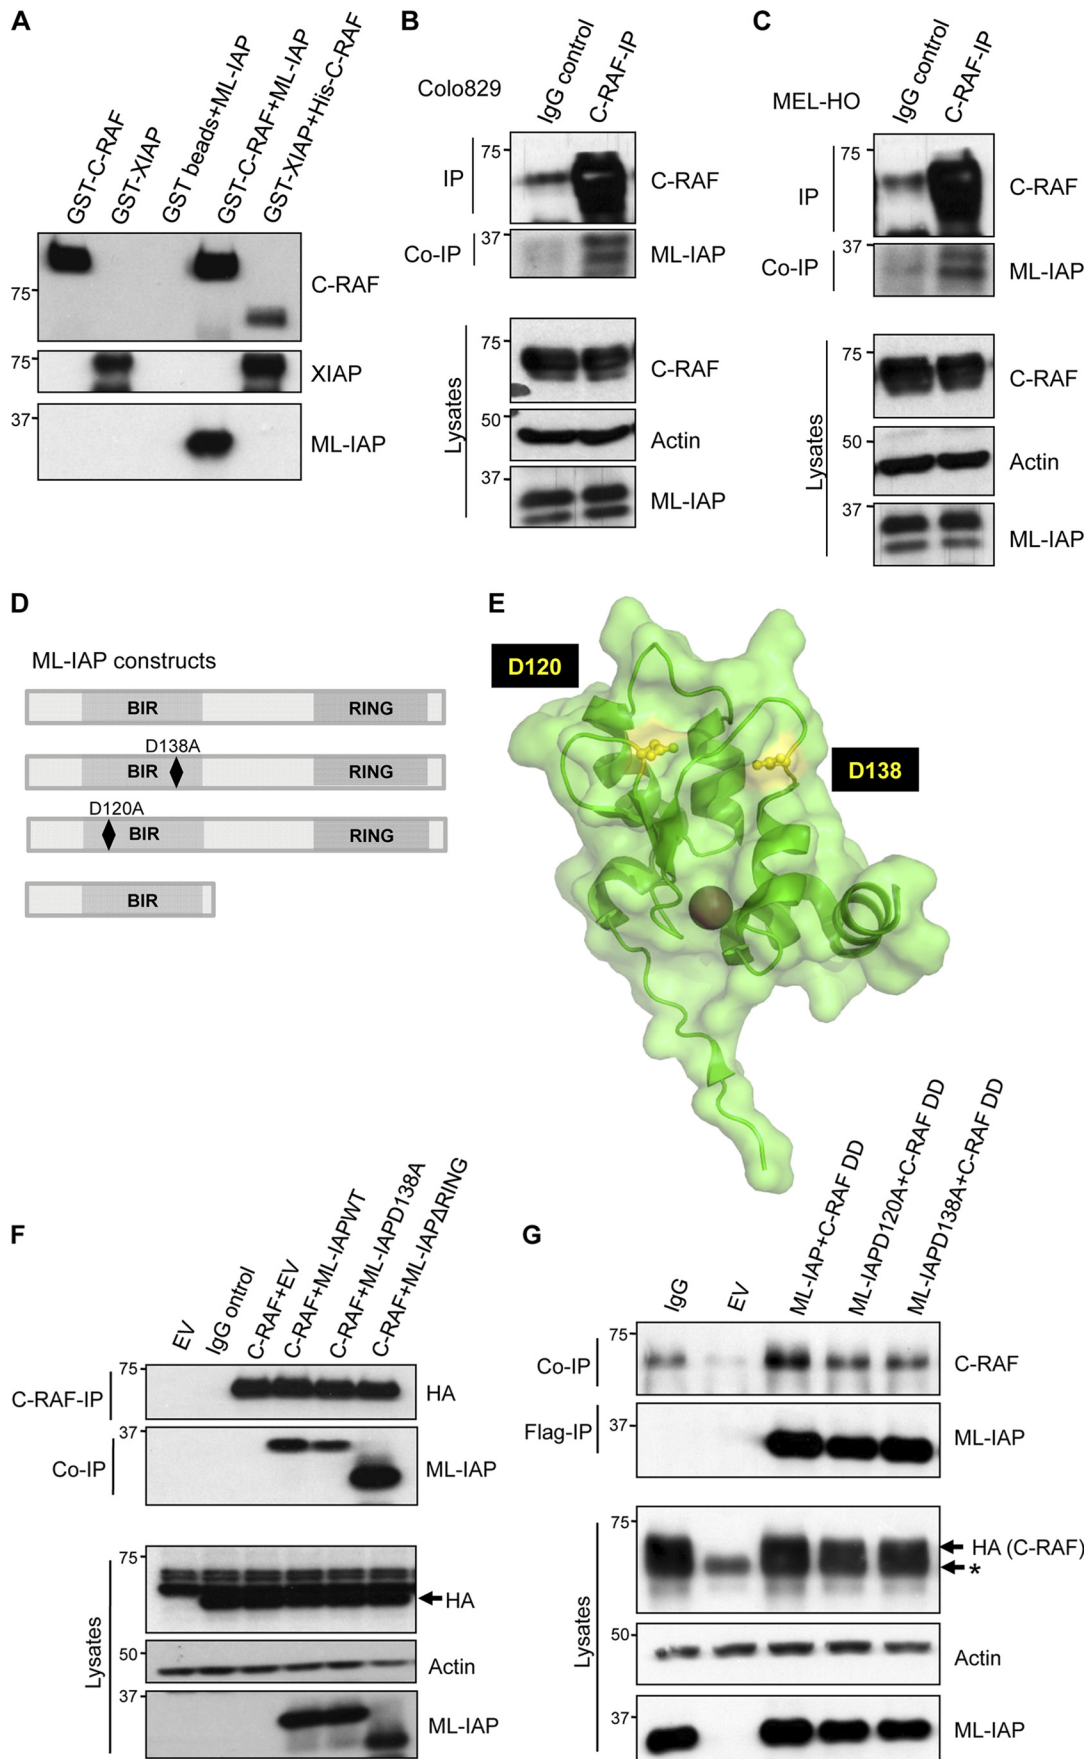 A
GST-C-RAF
GST-XIAP
GST beads+ML-IAP
GST-C-RAF+ML-IAP
GST-XIAP+His-C-RAF
75
C-RAF
75
XIAP
37
ML-IAP
B
Colo829
IgG control
C-RAF-IP
75
IP
C-RAF
37
Co-IP
ML-IAP
Lysates
75
C-RAF
50
Actin
37
ML-IAP
C
MEL-HO
IgG control
C-RAF-IP
75
IP
C-RAF
37
Co-IP
ML-IAP
Lysates
75
C-RAF
50
Actin
37
ML-IAP
D
ML-IAP constructs
BIR RING
D138A
BIR RING
D120A
BIR RING
BIR
E
D120
D138
F
EV
IgG ontrol
C-RAF+EV
C-RAF+ML-IAPWT
C-RAF+ML-IAPD138A
C-RAF+ML-IAPΔRING
75
C-RAF-IP
HA
37
Co-IP
ML-IAP
Lysates
75
HA
50
Actin
37
ML-IAP
G
IgG
EV
ML-IAP+C-RAF DD
ML-IAPD120A+C-RAF DD
ML-IAPD138A+C-RAF DD
75
Co-IP
C-RAF
37
Flag-IP
ML-IAP
Lysates
75
HA (C-RAF)
*
50
Actin
37
ML-IAP